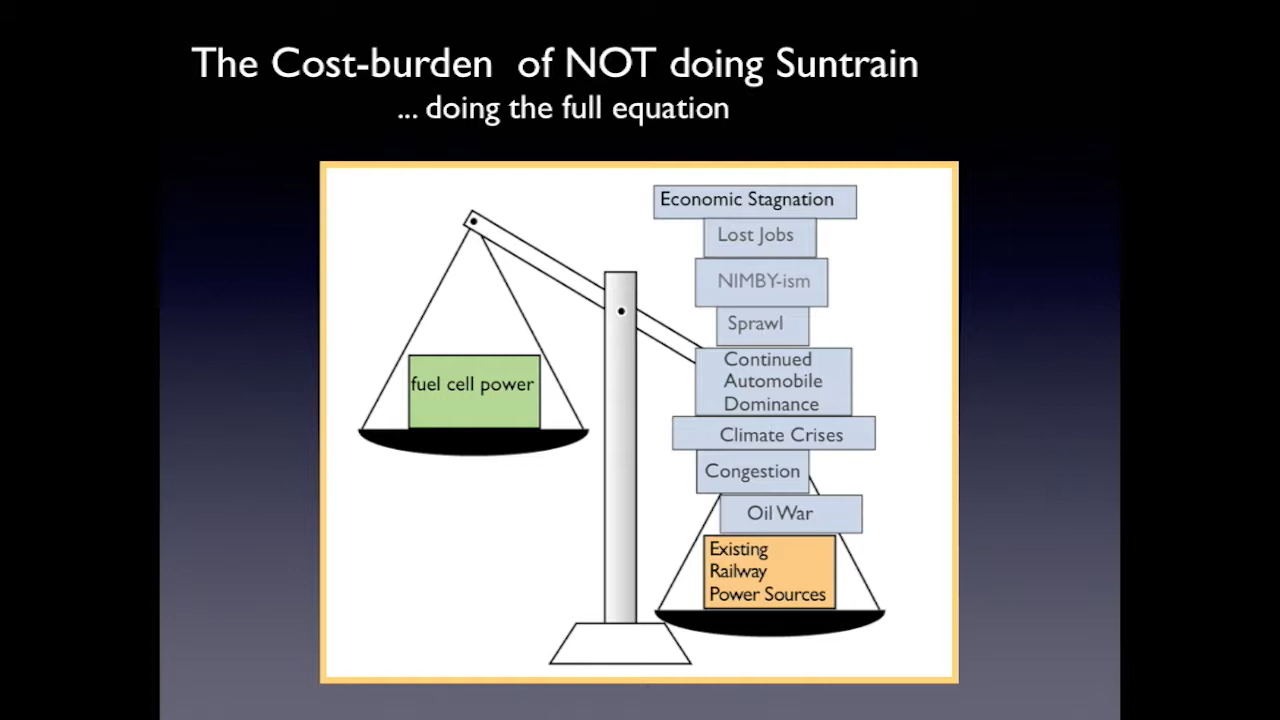 The Cost-burden of NOT doing Suntrain
... doing the full equation
Economic Stagnation
Lost Jobs
NIMBY-ism
Sprawl
Continued
Automobile
Dominance
Climate Crises
Congestion
Oil War
Existing
Railway
Power Sources
fuel cell power